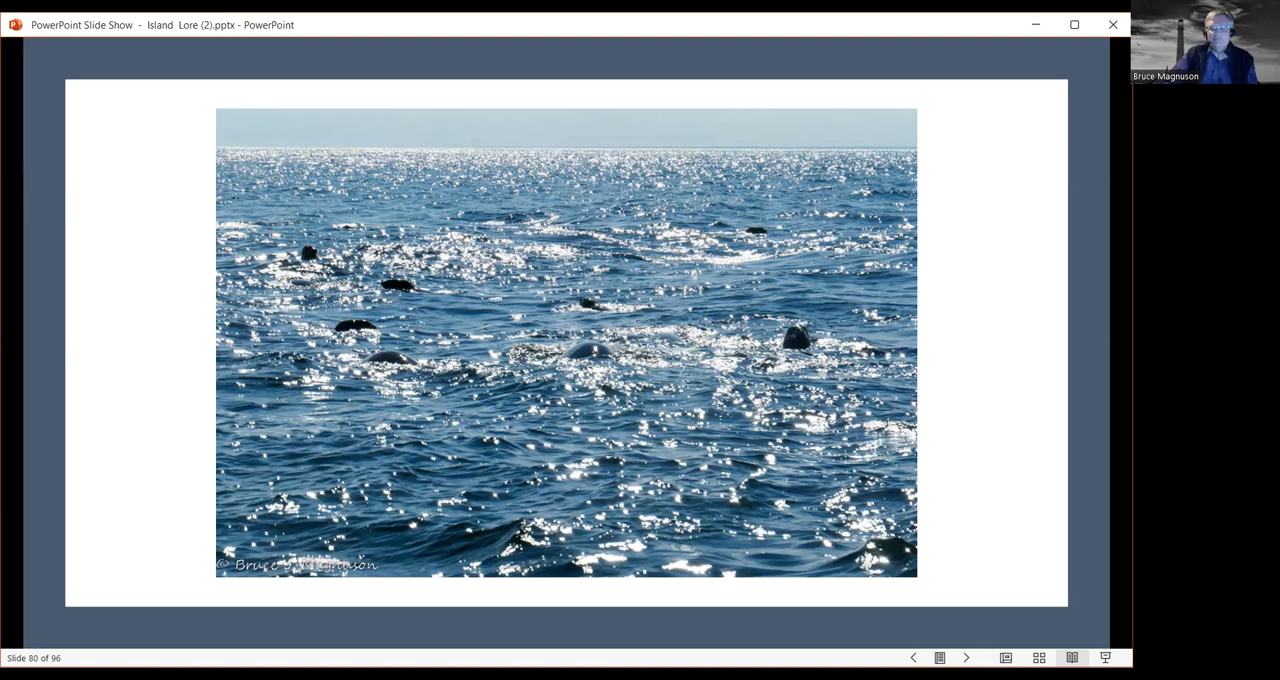 PowerPoint Slide Show - Island Lore (2).pptx - PowerPoint
Bruce Magnuson
© Bruce J. Magnuson
Slide 80 of 96